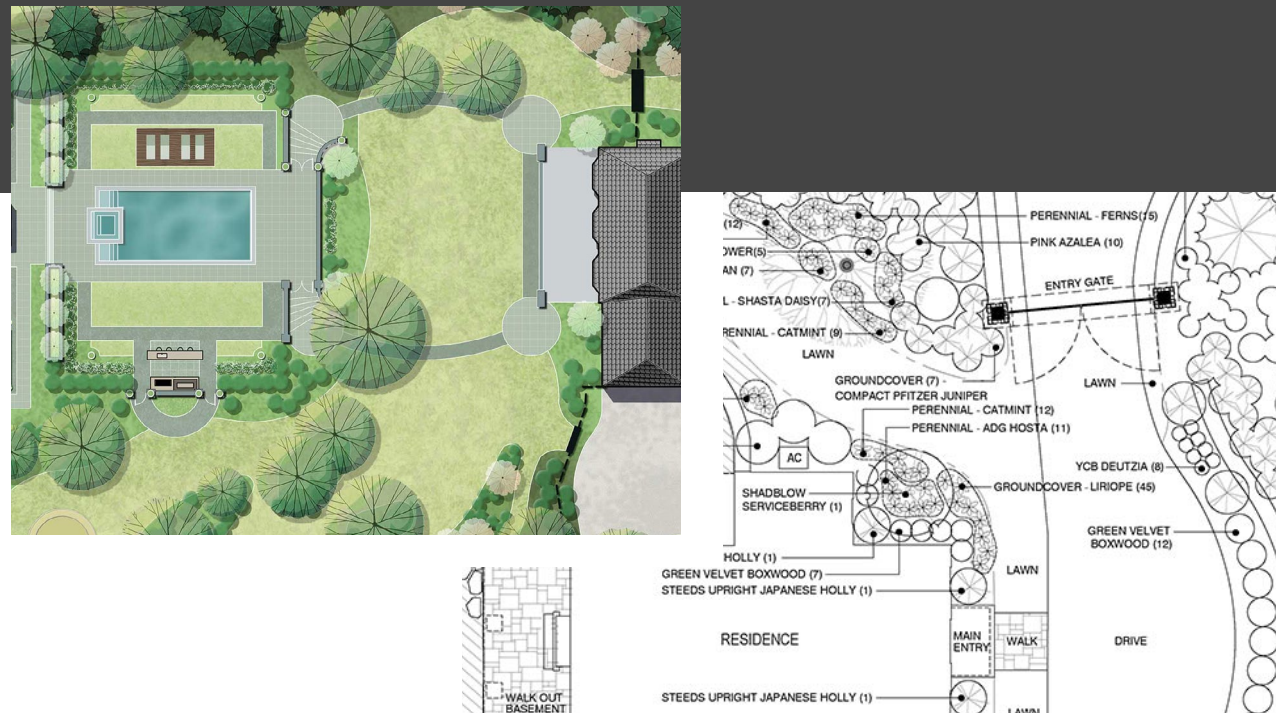 (12)
PERENNIAL - FERNS(15)
PINK AZALEA (10)
OWER(5)
AN (7)
ENTRY GATE
L - SHASTA DAISY(7)
RENNIAL - CATMINT (9)
LAWN
GROUNDCOVER (7) -
COMPACT PFITZER JUNIPER
LAWN
PERENNIAL - CATMINT (12)
PERENNIAL - ADG HOSTA (11)
AC
YCB DEUTZIA (8)
SHADBLOW
SERVICEBERRY (1)
GROUNDCOVER - LIRIOPE (45)
GREEN VELVET
BOXWOOD (12)
HOLLY (1)
GREEN VELVET BOXWOOD (7)
LAWN
STEEDS UPRIGHT JAPANESE HOLLY (1)
RESIDENCE
MAIN
ENTRY
WALK
DRIVE
STEEDS UPRIGHT JAPANESE HOLLY (1)
WALK OUT
BASEMENT
LAWN